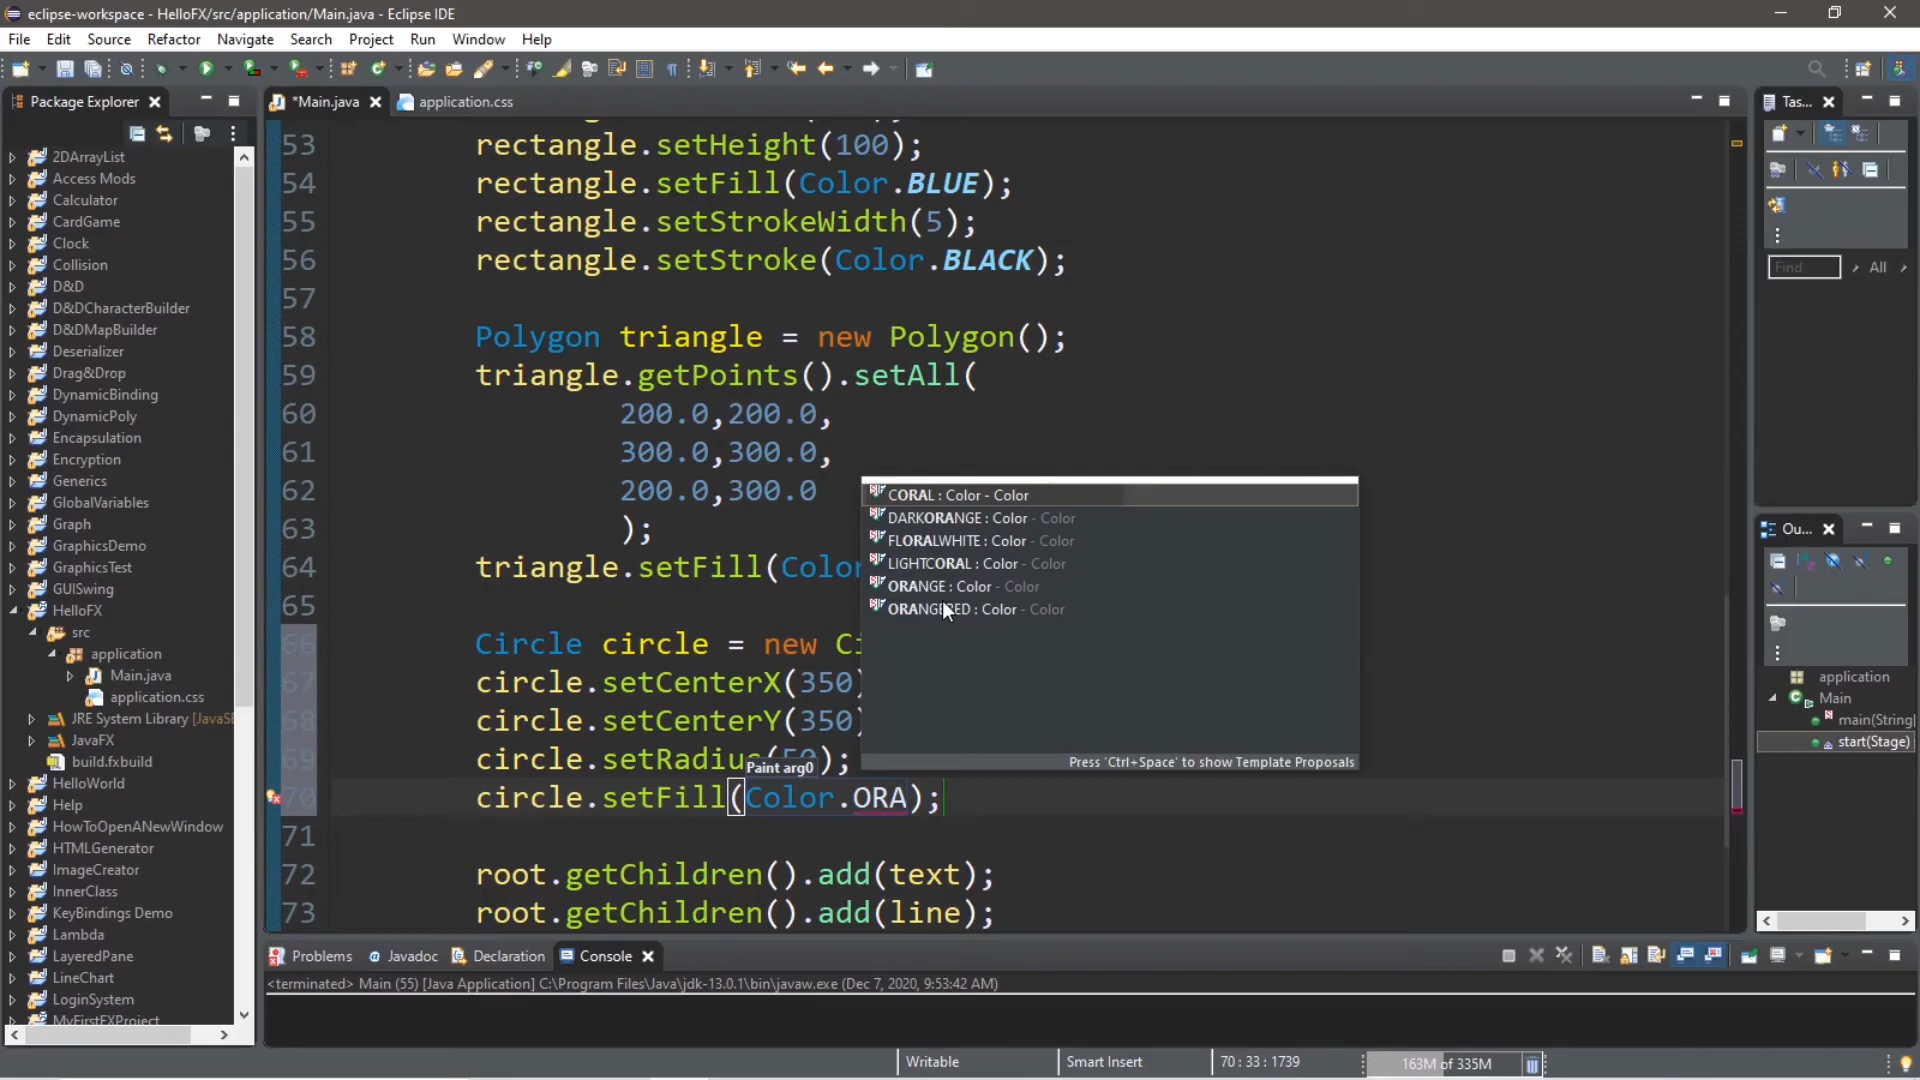 eclipse-workspace - HelloFX/src/application/Main.java - Eclipse IDE
File Edit Source Refactor Navigate Search Project Run Window Help
Package Explorer
2DArrayList
Access Mods
Calculator
CardGame
Clock
Collision
D&D
D&DCharacterBuilder
D&DMapBuilder
Deserializer
Drag&Drop
DynamicBinding
DynamicPoly
Encapsulation
Encryption
Generics
GlobalVariables
Graph
GraphicsDemo
GraphicsTest
GUISwing
HelloFX
src
application
Main.java
application.css
JRE System Library [JavaSE
JavaFX
build.fxbuild
HelloWorld
Help
HowToOpenANewWindow
HTMLGenerator
ImageCreator
InnerClass
KeyBindings Demo
Lambda
LayeredPane
LineChart
LoginSystem
MyFirstFXProject
*Main.java application.css
53 rectangle.setHeight(100);
54 rectangle.setFill(Color.BLUE);
55 rectangle.setStrokeWidth(5);
56 rectangle.setStroke(Color.BLACK);
57
58 Polygon triangle = new Polygon();
59 triangle.getPoints().setAll(
60 200.0,200.0,
61 300.0,300.0,
62 200.0,300.0
63 );
64 triangle.setFill(Color
65
66 Circle circle = new Ci
67 circle.setCenterX(350)
68 circle.setCenterY(350)
69 circle.setRadius(50);
Paint arg0
70 circle.setFill(Color.ORA);
71
72 root.getChildren().add(text);
73 root.getChildren().add(line);
CORAL : Color - Color
DARKORANGE : Color - Color
FLORALWHITE : Color - Color
LIGHTCORAL : Color - Color
ORANGE : Color - Color
ORANGERED : Color - Color
Press 'Ctrl+Space' to show Template Proposals
Tas...
Find All
Ou...
application
Main
main(String[
start(Stage)
Problems Javadoc Declaration Console
<terminated> Main (55) [Java Application] C:\Program Files\Java\jdk-13.0.1\bin\javaw.exe (Dec 7, 2020, 9:53:42 AM)
Writable Smart Insert 70 : 33 : 1739 163M of 335M